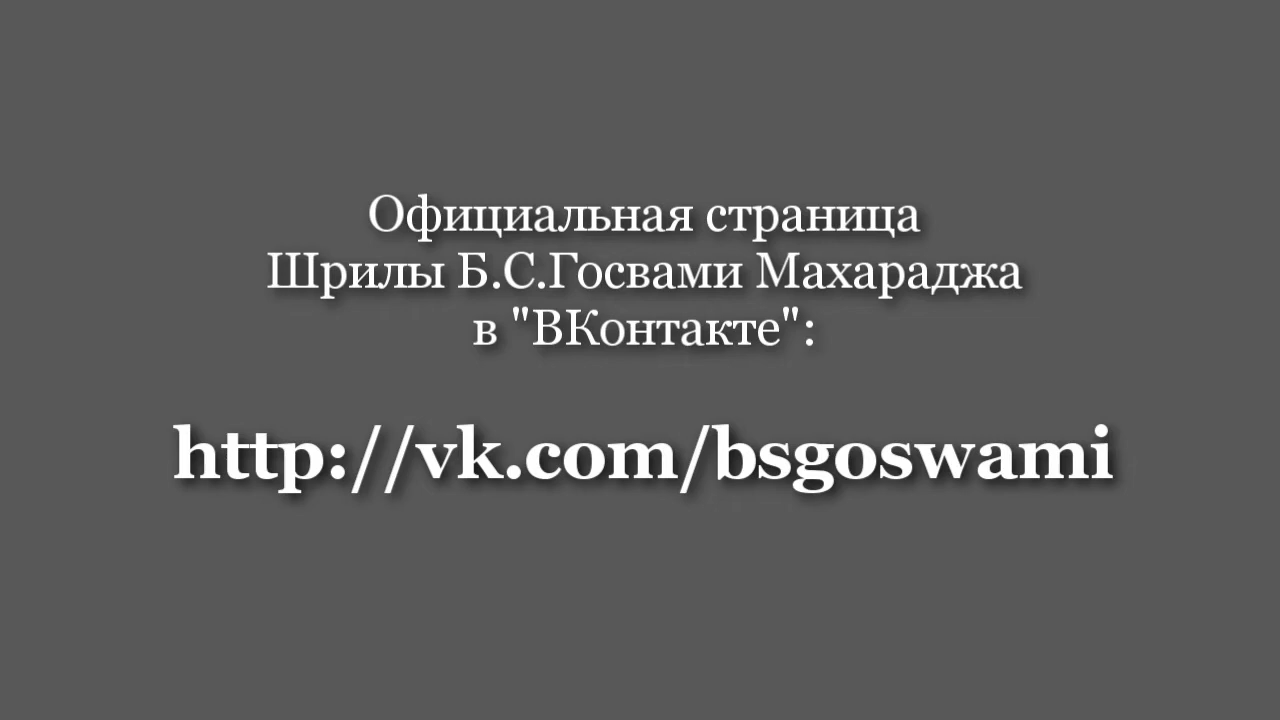 Официальная страница
Шрилы Б.С.Госвами Махараджа
в "ВКонтакте":
http://vk.com/bsgoswami